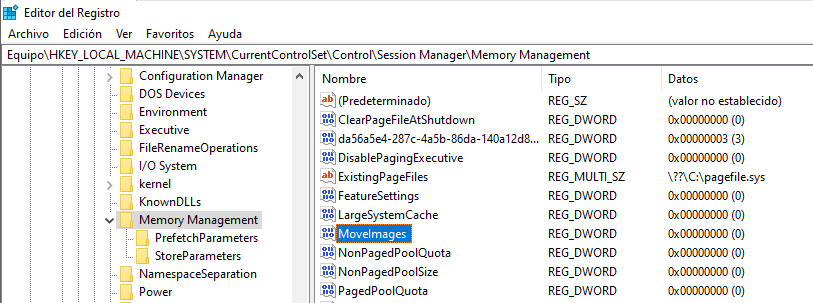 Editor del Registro
Archivo Edición Ver Favoritos Ayuda
Equipo\HKEY_LOCAL_MACHINE\SYSTEM\CurrentControlSet\Control\Session Manager\Memory Management
Configuration Manager
DOS Devices
Environment
Executive
FileRenameOperations
I/O System
kernel
KnownDLLs
Memory Management
PrefetchParameters
StoreParameters
NamespaceSeparation
Power
Nombre Tipo Datos
(Predeterminado) REG_SZ (valor no establecido)
ClearPageFileAtShutdown REG_DWORD 0x00000000 (0)
da56a5e4-287c-4a5b-86da-140a12d8... REG_DWORD 0x00000003 (3)
DisablePagingExecutive REG_DWORD 0x00000000 (0)
ExistingPageFiles REG_MULTI_SZ \??\C:\pagefile.sys
FeatureSettings REG_DWORD 0x00000000 (0)
LargeSystemCache REG_DWORD 0x00000000 (0)
MoveImages REG_DWORD 0x00000000 (0)
NonPagedPoolQuota REG_DWORD 0x00000000 (0)
NonPagedPoolSize REG_DWORD 0x00000000 (0)
PagedPoolQuota REG_DWORD 0x00000000 (0)